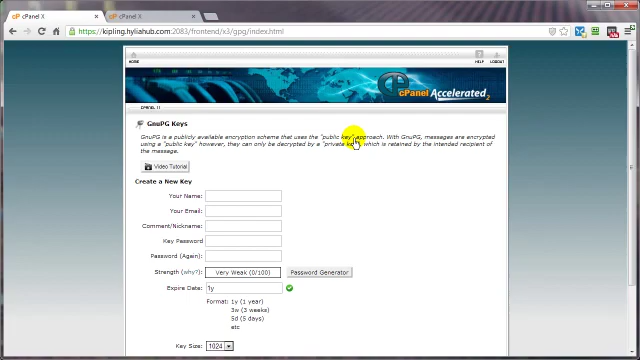 cPanel X
cPanel X
https://kipling.hyliahub.com:2083/frontend/x3/gpg/index.html
HOME
HELP
LOGOUT
cPanel Accelerated 2
CPANEL 11
GnuPG Keys
GnuPG is a publicly available encryption scheme that uses the "public key" approach. With GnuPG, messages are encrypted
using a "public key" however, they can only be decrypted by a "private key", which is retained by the intended recipient of
the message.
Video Tutorial
Create a New Key
Your Name:
Your Email:
Comment/Nickname:
Key Password
Password (Again):
Strength (why?):
Very Weak (0/100)
Password Generator
Expire Date:
1y
Format:
1y (1 year)
3w (3 weeks)
5d (5 days)
etc
Key Size:
1024